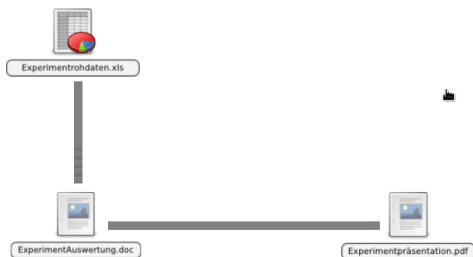 Experimentrohdaten.xls
ExperimentAuswertung.doc
Experimentpräsentation.pdf